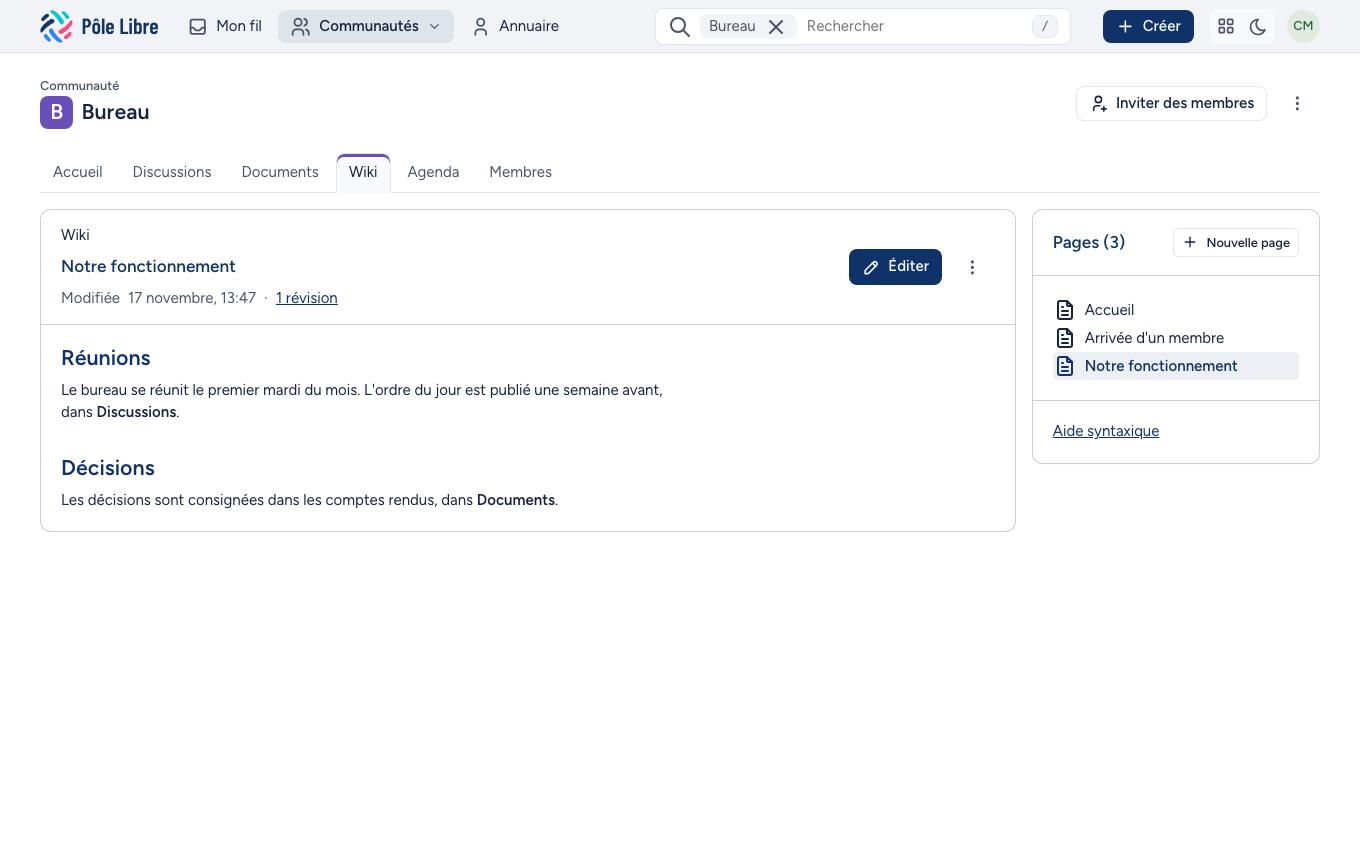 Pôle Libre
Mon fil
Communautés
Annuaire
Bureau
Rechercher
/
Créer
CM
Communauté
B
Bureau
Inviter des membres
Accueil
Discussions
Documents
Wiki
Agenda
Membres
Wiki
Notre fonctionnement
Modifiée 17 novembre, 13:47 · 1 révision
Éditer
Réunions
Le bureau se réunit le premier mardi du mois. L'ordre du jour est publié une semaine avant,
dans Discussions.
Décisions
Les décisions sont consignées dans les comptes rendus, dans Documents.
Pages (3)
Nouvelle page
Accueil
Arrivée d'un membre
Notre fonctionnement
Aide syntaxique